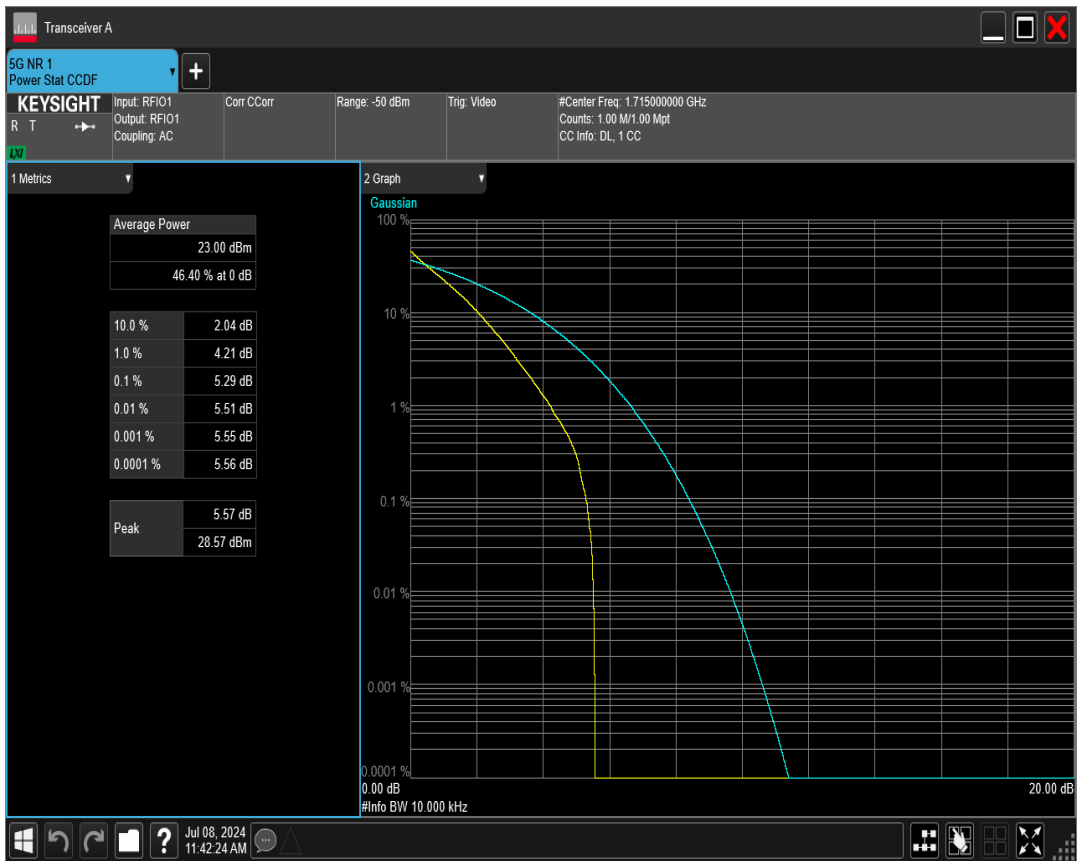 Transceiver A
5G NR 1
Power Stat CCDF
+
KEYSIGHT
R T
LXI
Input: RFIO1
Output: RFIO1
Coupling: AC
Corr CCorr
Range: -50 dBm
Trig: Video
#Center Freq: 1.715000000 GHz
Counts: 1.00 M/1.00 Mpt
CC Info: DL, 1 CC
1 Metrics
Average Power
23.00 dBm
46.40 % at 0 dB
10.0 % 2.04 dB
1.0 % 4.21 dB
0.1 % 5.29 dB
0.01 % 5.51 dB
0.001 % 5.55 dB
0.0001 % 5.56 dB
Peak
5.57 dB
28.57 dBm
2 Graph
Gaussian
100 %
10 %
1 %
0.1 %
0.01 %
0.001 %
0.0001 %
0.00 dB
20.00 dB
#Info BW 10.000 kHz
?
Jul 08, 2024
11:42:24 AM